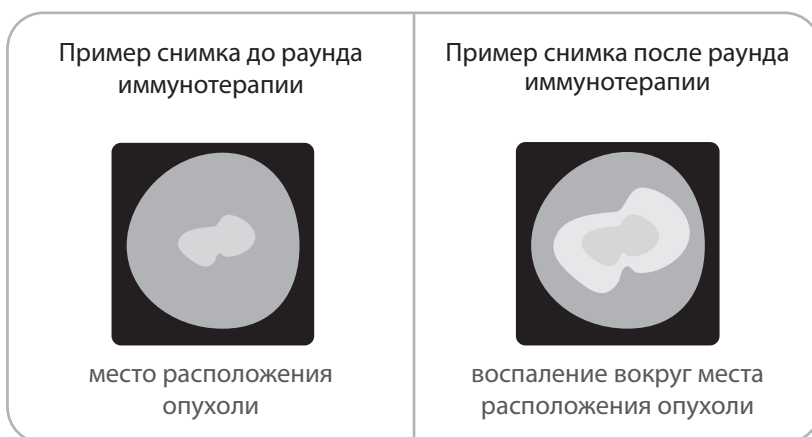 Пример снимка до раунда
иммунотерапии
место расположения
опухоли
Пример снимка после раунда
иммунотерапии
воспаление вокруг места
расположения опухоли